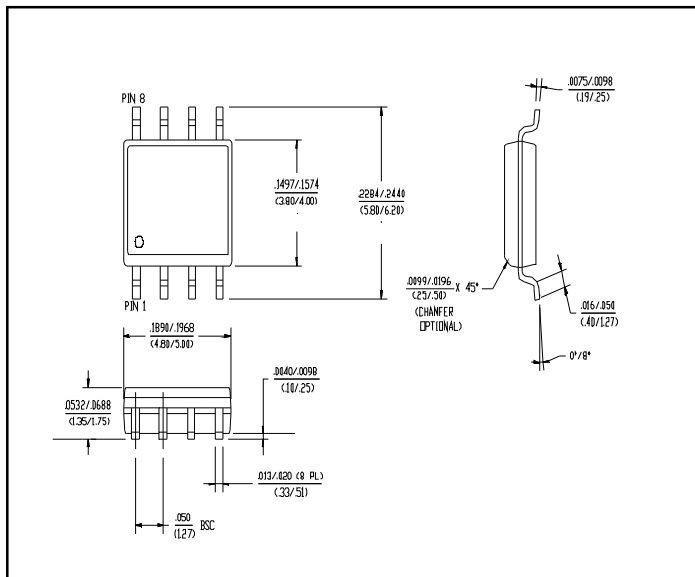 PIN 8
.1497/.1574
(3.80/4.00)
.2284/.2440
(5.80/6.20)
PIN 1
.1890/.1968
(4.80/5.00)
.0532/.0688
(1.35/1.75)
.0040/.0098
(.10/.25)
.013/.020 (8 PL)
(.33/.51)
.050
(1.27)
BSC
.0075/.0098
(.19/.25)
.0099/.0196
(.25/.50)
X 45°
(CHANFER
OPTIONAL)
.016/.050
(.40/1.27)
0°/8°